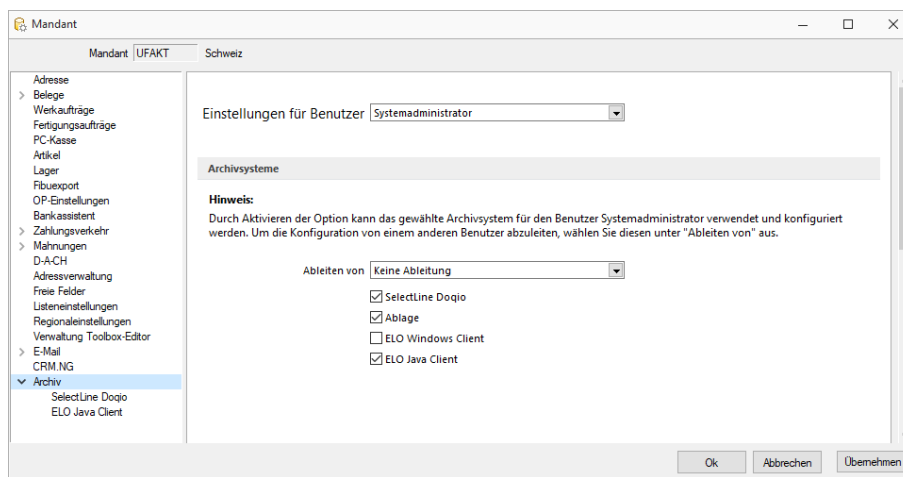 Mandant
Mandant UFAKT Schweiz
Adresse
Belege
Werkaufträge
Fertigungsaufträge
PC-Kasse
Artikel
Lager
Fibuexport
OP-Einstellungen
Bankassistent
Zahlungsverkehr
Mahnungen
D-A-CH
Adressverwaltung
Freie Felder
Listeneinstellungen
Regionaleinstellungen
Verwaltung Toolbox-Editor
E-Mail
CRM.NG
Archiv
SelectLine Doqio
ELO Java Client
Einstellungen für Benutzer Systemadministrator
Archivsysteme
Hinweis:
Durch Aktivieren der Option kann das gewählte Archivsystem für den Benutzer Systemadministrator verwendet und konfiguriert
werden. Um die Konfiguration von einem anderen Benutzer abzuleiten, wählen Sie diesen unter "Ableiten von" aus.
Ableiten von Keine Ableitung
SelectLine Doqio
Ablage
ELO Windows Client
ELO Java Client
Ok Abbrechen Übernehmen